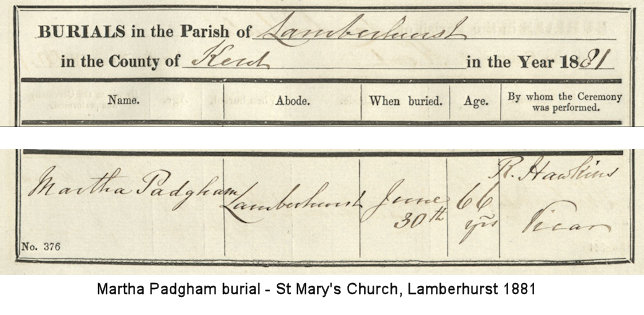 BURIALS in the Parish of Lamberhurst
in the County of Kent in the Year 1881
Name. Abode. When buried. Age. By whom the Ceremony was performed.
Martha Padgham Lamberhurst June 30th 66 yrs R. Hawkins Vicar
No. 376
Martha Padgham burial - St Mary's Church, Lamberhurst 1881